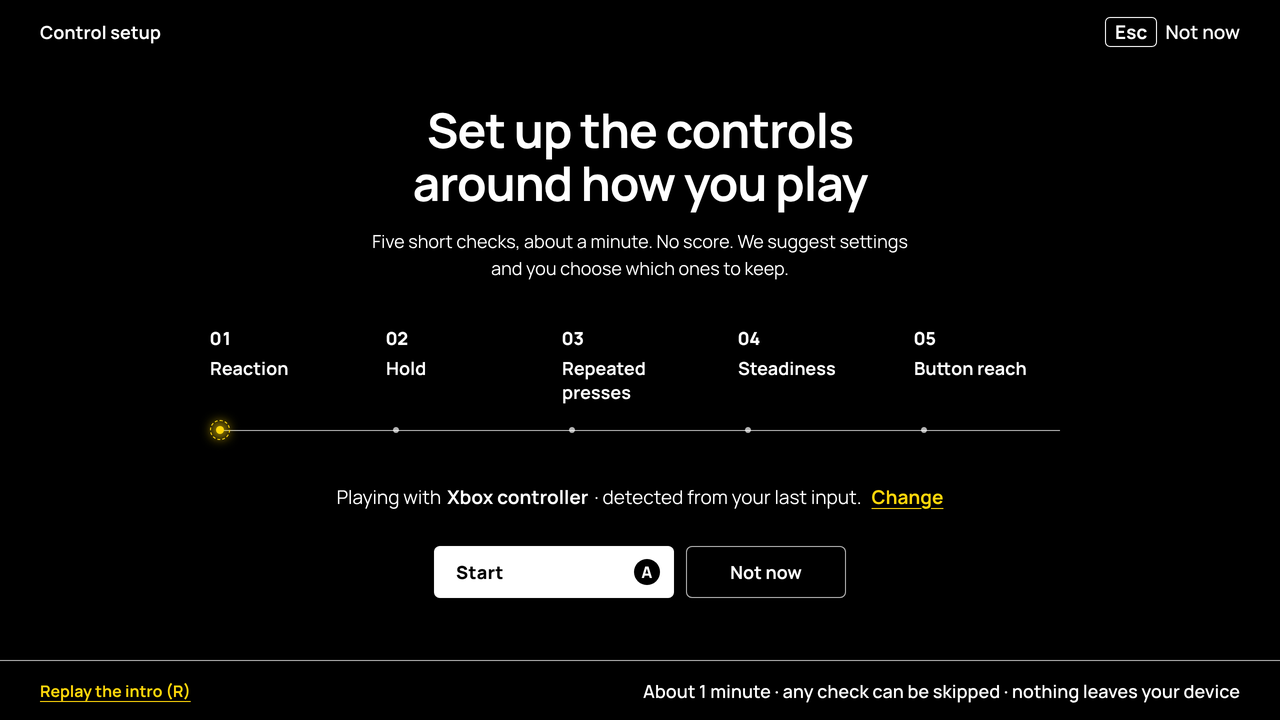 Control setup
Esc Not now
Set up the controls
around how you play
Five short checks, about a minute. No score. We suggest settings
and you choose which ones to keep.
01
Reaction
02
Hold
03
Repeated
presses
04
Steadiness
05
Button reach
Playing with Xbox controller · detected from your last input. Change
Start A
Not now
Replay the intro (R)
About 1 minute · any check can be skipped · nothing leaves your device